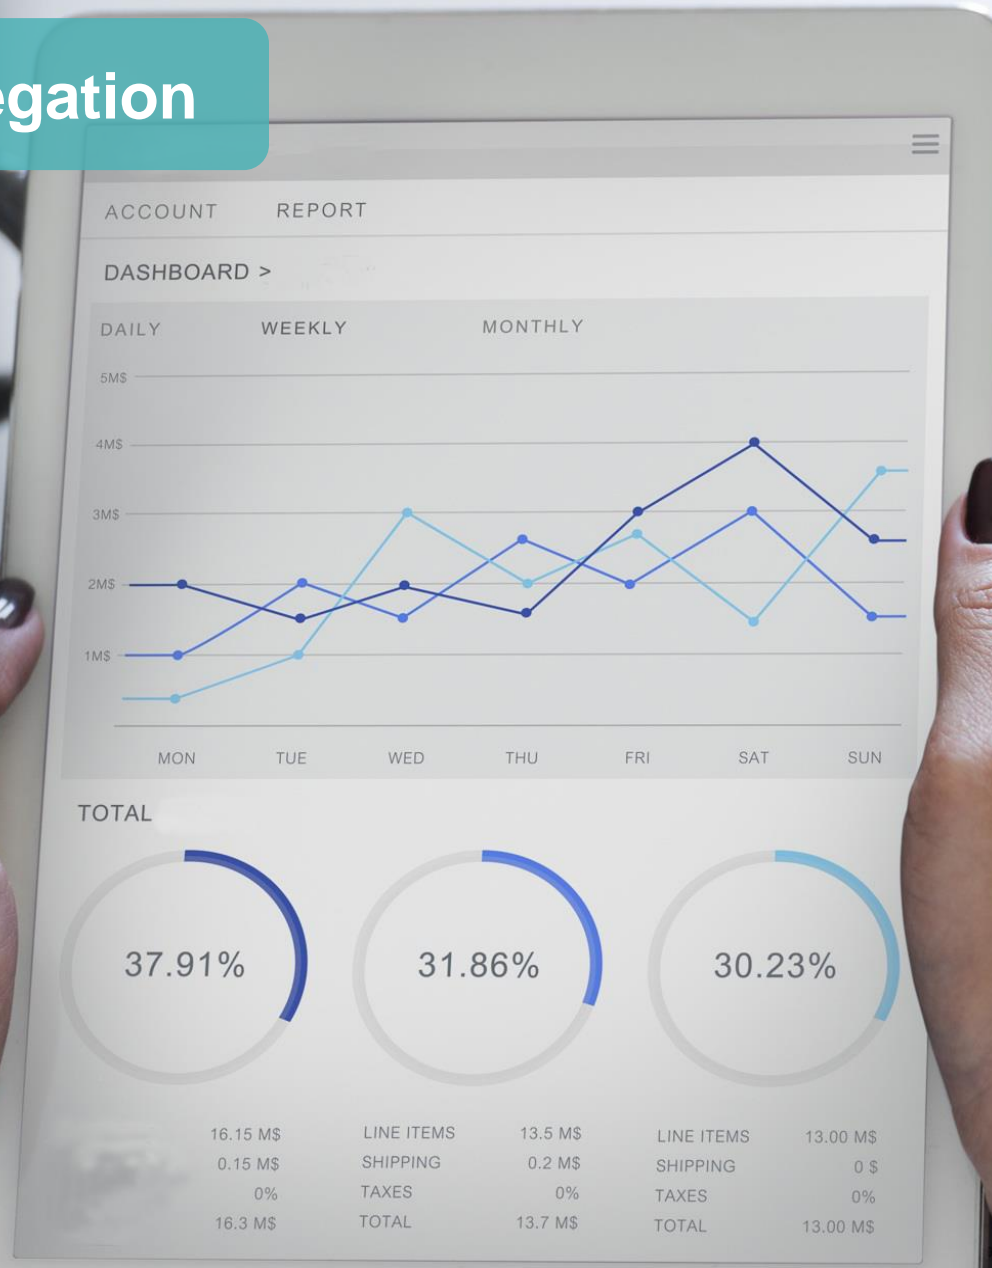 egation
ACCOUNT REPORT
DASHBOARD >
DAILY WEEKLY MONTHLY
5M$
4M$
3M$
2M$
1M$
MON TUE WED THU FRI SAT SUN
TOTAL
37.91% 31.86% 30.23%
16.15 M$ LINE ITEMS 13.5 M$ LINE ITEMS 13.00 M$
0.15 M$ SHIPPING 0.2 M$ SHIPPING 0 $
0% TAXES 0% TAXES 0%
16.3 M$ TOTAL 13.7 M$ TOTAL 13.00 M$